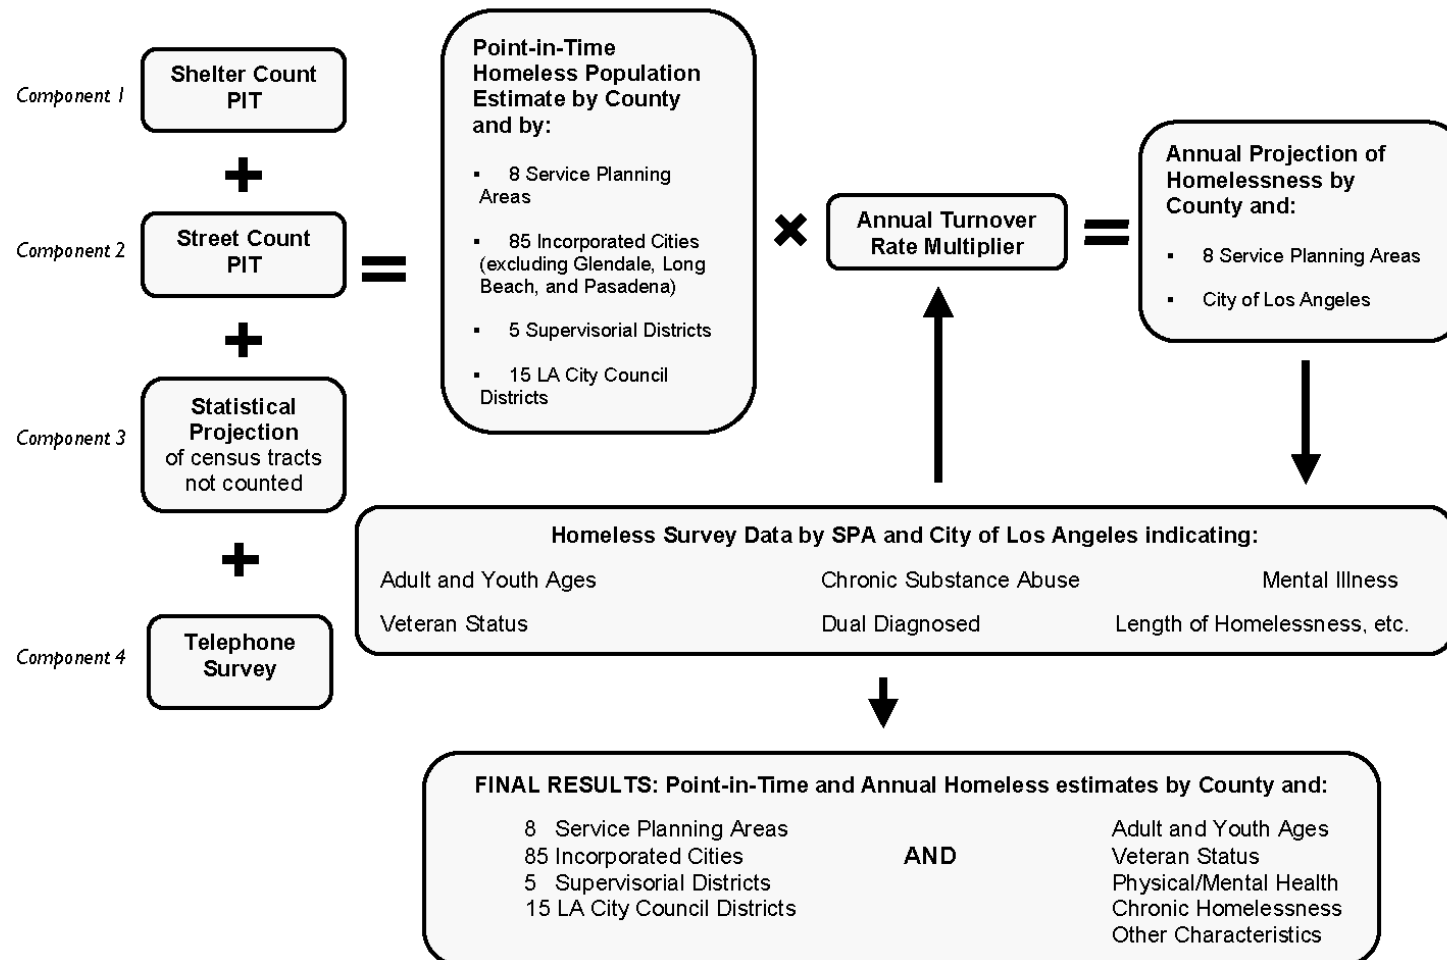 Component 1
Shelter Count
PIT
+
Component 2
Street Count
PIT
+
Component 3
Statistical
Projection
of census tracts
not counted
+
Component 4
Telephone
Survey
=
Point-in-Time
Homeless Population
Estimate by County
and by:
▪ 8 Service Planning
Areas
▪ 85 Incorporated Cities
(excluding Glendale, Long
Beach, and Pasadena)
▪ 5 Supervisorial Districts
▪ 15 LA City Council
Districts
×
Annual Turnover
Rate Multiplier
=
Annual Projection of
Homelessness by
County and:
▪ 8 Service Planning Areas
▪ City of Los Angeles
Homeless Survey Data by SPA and City of Los Angeles indicating:
Adult and Youth Ages Chronic Substance Abuse Mental Illness
Veteran Status Dual Diagnosed Length of Homelessness, etc.
FINAL RESULTS: Point-in-Time and Annual Homeless estimates by County and:
8 Service Planning Areas
85 Incorporated Cities
5 Supervisorial Districts
15 LA City Council Districts
AND
Adult and Youth Ages
Veteran Status
Physical/Mental Health
Chronic Homelessness
Other Characteristics